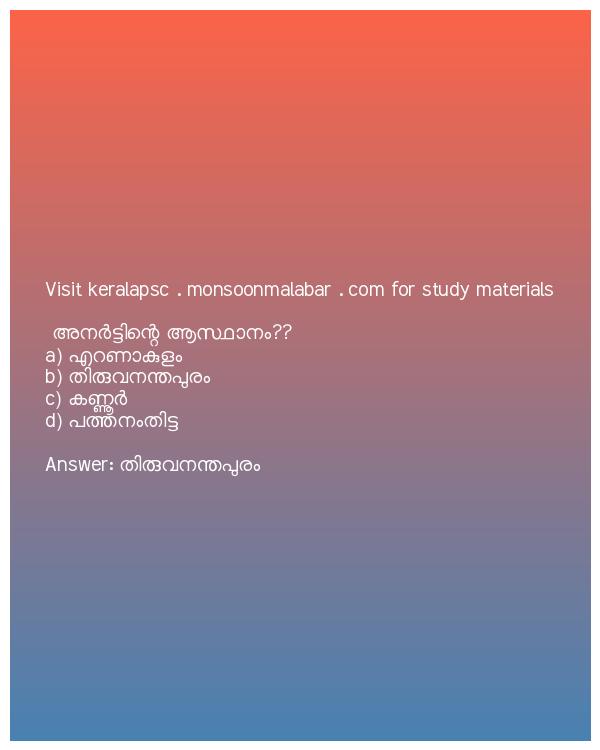 Visit keralapsc . monsoonmalabar . com for study materials
അനർട്ടിന്റെ ആസ്ഥാനം??
a) എറണാകുളം
b) തിരുവനന്തപുരം
c) കണ്ണൂർ
d) പത്തനംതിട്ട
Answer: തിരുവനന്തപുരം